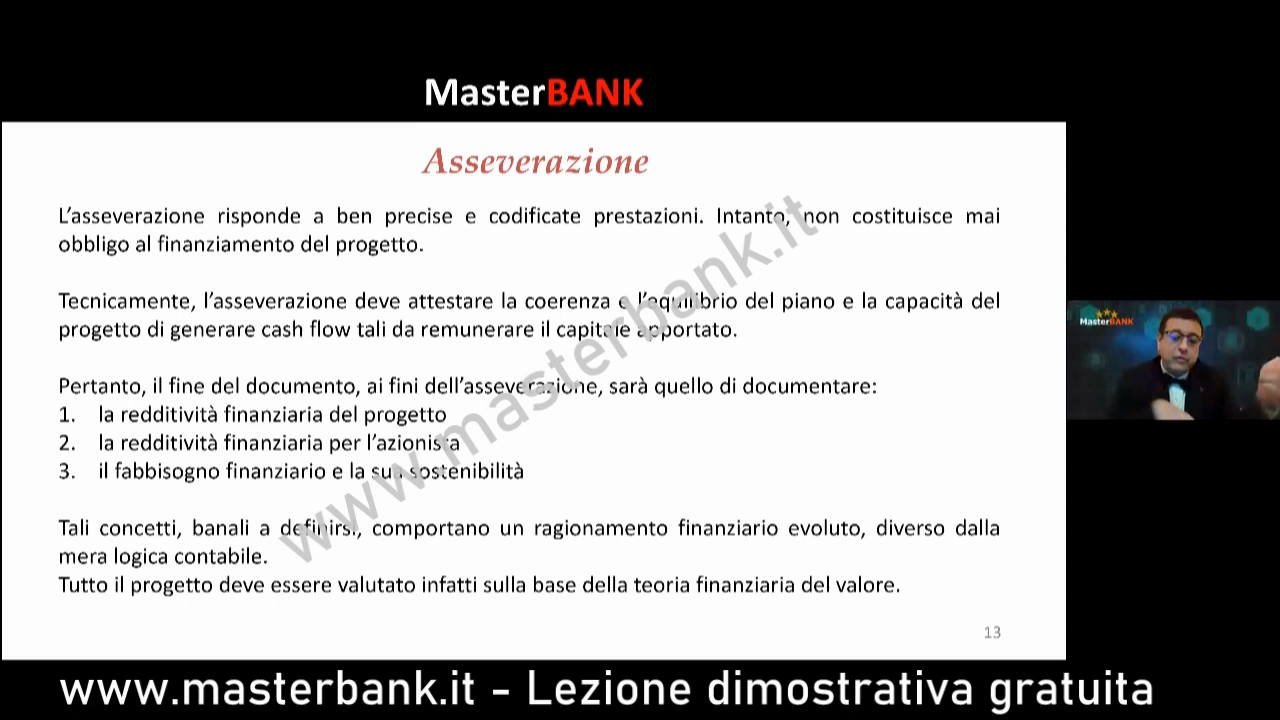 MasterBANK
Asseverazione
L’asseverazione risponde a ben precise e codificate prestazioni. Intanto, non costituisce mai
obbligo al finanziamento del progetto.
Tecnicamente, l’asseverazione deve attestare la coerenza e l’equilibrio del piano e la capacità del
progetto di generare cash flow tali da remunerare il capitale apportato.
Pertanto, il fine del documento, ai fini dell’asseverazione, sarà quello di documentare:
1. la redditività finanziaria del progetto
2. la redditività finanziaria per l’azionista
3. il fabbisogno finanziario e la sua sostenibilità
Tali concetti, banali a definirsi, comportano un ragionamento finanziario evoluto, diverso dalla
mera logica contabile.
Tutto il progetto deve essere valutato infatti sulla base della teoria finanziaria del valore.
13
www.masterbank.it
MasterBANK
www.masterbank.it - Lezione dimostrativa gratuita